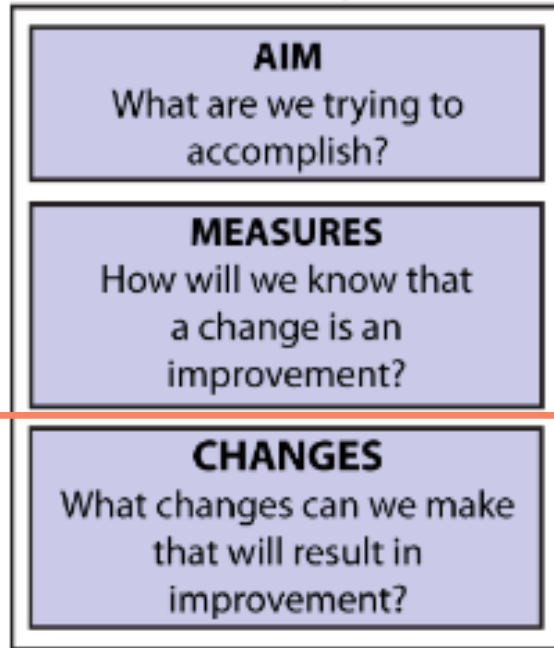 AIM
What are we trying to
accomplish?
MEASURES
How will we know that
a change is an
improvement?
CHANGES
What changes can we make
that will result in
improvement?